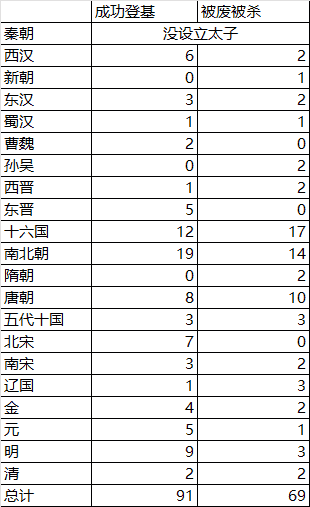 成功登基 被废被杀
秦朝 没设立太子
西汉 6 2
新朝 0 1
东汉 3 2
蜀汉 1 1
曹魏 2 0
孙吴 0 2
西晋 1 2
东晋 5 0
十六国 12 17
南北朝 19 14
隋朝 0 2
唐朝 8 10
五代十国 3 3
北宋 7 0
南宋 3 2
辽国 1 3
金 4 2
元 5 1
明 9 3
清 2 2
总计 91 69